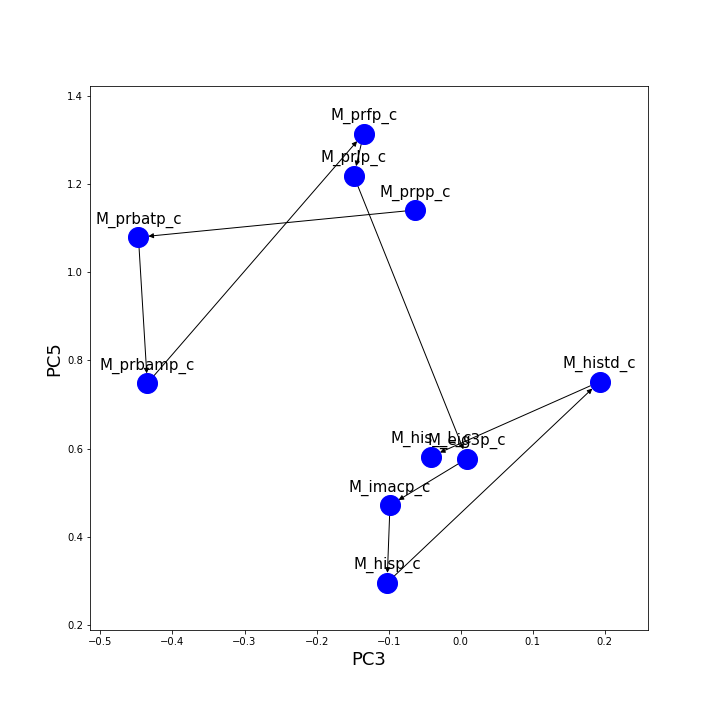 1.4
1.2
1.0
0.8
0.6
0.4
0.2
PC5
M_prfp_c
M_prlp_c
M_prpp_c
M_prbatp_c
M_prbamp_c
M_histd_c
M_his__L_c
M_eig3p_c
M_imacp_c
M_hisp_c
−0.5 −0.4 −0.3 −0.2 −0.1 0.0 0.1 0.2
PC3